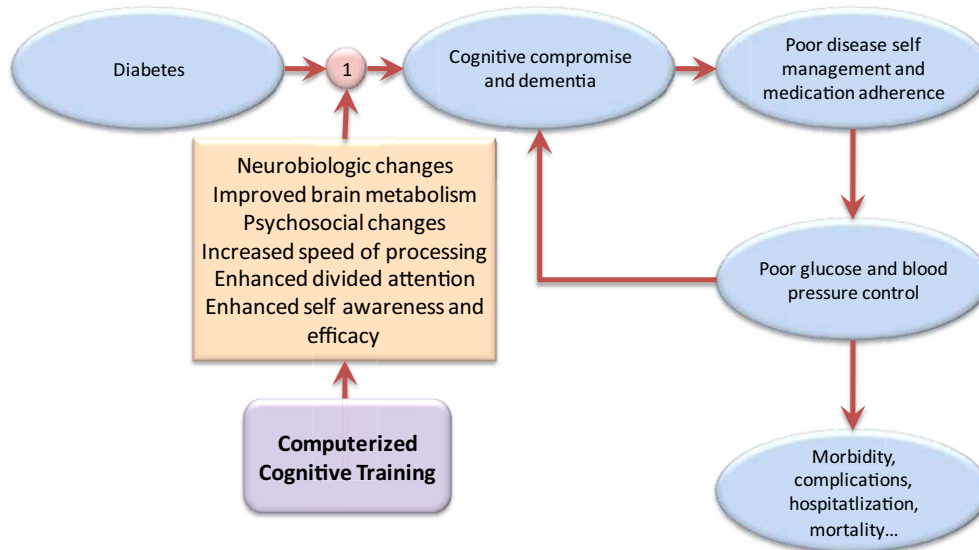 Diabetes
1
Cognitive compromise
and dementia
Poor disease self
management and
medication adherence
Neurobiologic changes
Improved brain metabolism
Psychosocial changes
Increased speed of processing
Enhanced divided attention
Enhanced self awareness and
efficacy
Poor glucose and blood
pressure control
Computerized
Cognitive Training
Morbidity,
complications,
hospitatlization,
mortality...